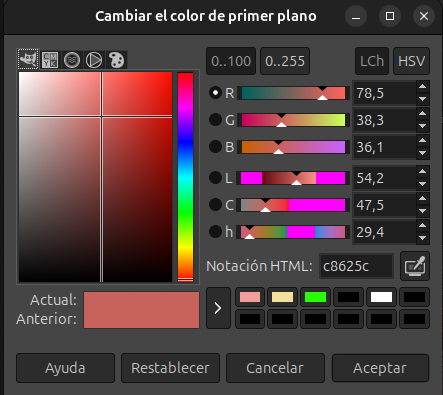 Cambiar el color de primer plano
0..100 0..255 LCh HSV
R 78,5
G 38,3
B 36,1
L 54,2
C 47,5
h 29,4
Notación HTML: c8625c
Actual:
Anterior:
Ayuda Restablecer Cancelar Aceptar